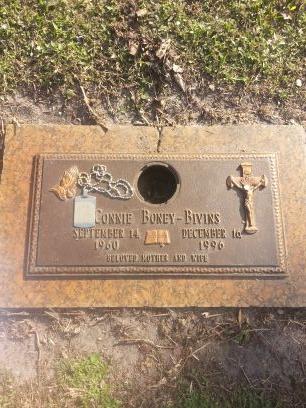 Connie Boney-Bivins
September 14 December 16
1960 1996
Beloved Mother and Wife